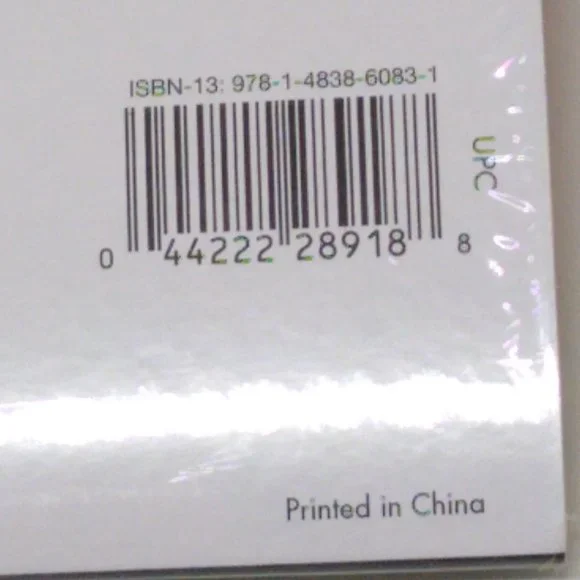 ISBN-13: 978-1-4838-6083-1
UPC
0 44222 28918 8
Printed in China